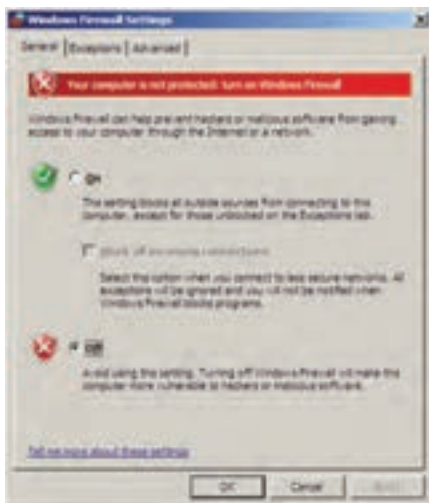 Windows Firewall Settings
General Exceptions Advanced
Your computer is not protected: turn on Windows Firewall
Windows Firewall can help prevent hackers or malicious software from gaining
access to your computer through the Internet or a network.
On
This setting blocks all outside sources from connecting to this
computer, except for those unblocked on the Exceptions tab.
Block all incoming connections
Select this option when you connect to less secure networks. All
exceptions will be ignored and you will not be notified when
Windows Firewall blocks programs.
Off
Avoid using this setting. Turning off Windows Firewall will make this
computer more vulnerable to hackers or malicious software.
Tell me more about these settings
OK Cancel Apply